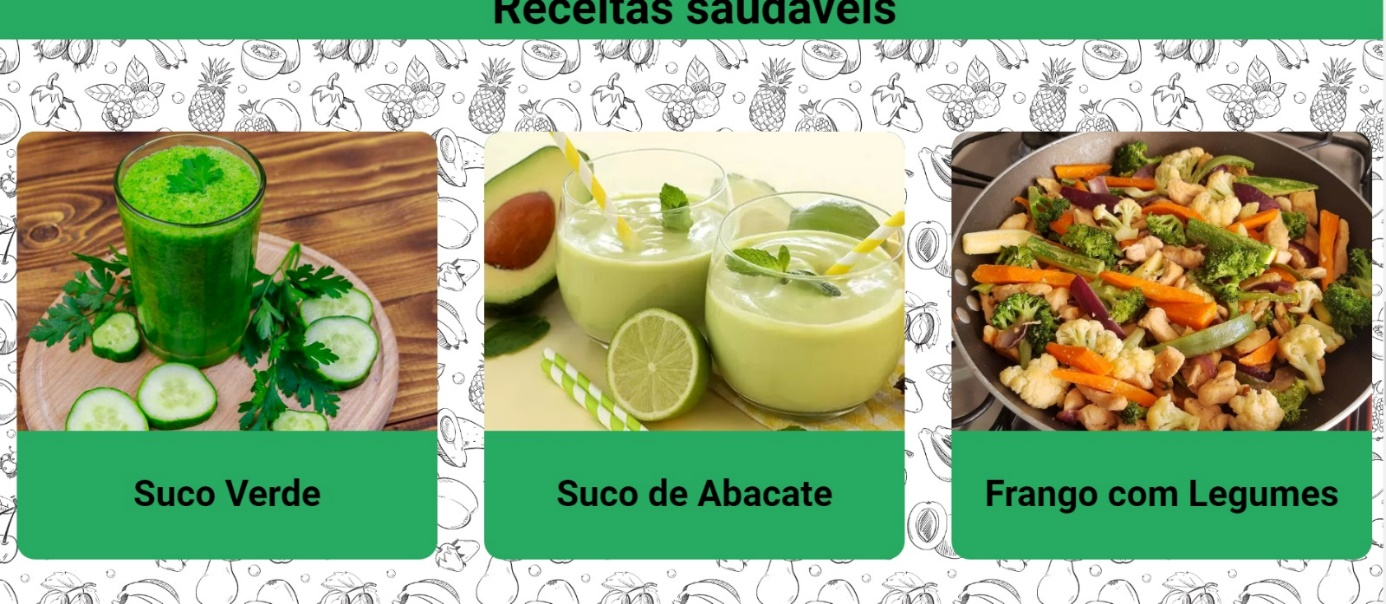 Receitas saudáveis
Suco Verde
Suco de Abacate
Frango com Legumes